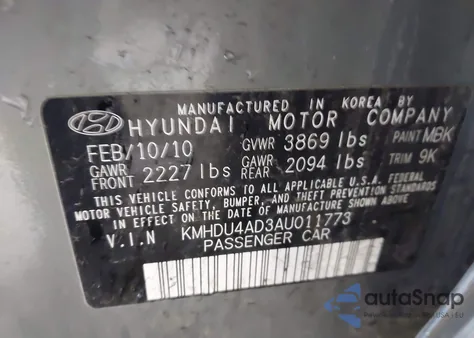 MANUFACTURED IN KOREA BY
HYUNDAI MOTOR COMPANY
FEB/10/10 GVWR 3869 lbs PAINT MBK
GAWR FRONT 2227 lbs GAWR REAR 2094 lbs TRIM 9K
THIS VEHICLE CONFORMS TO ALL APPLICABLE U.S.A. FEDERAL
MOTOR VEHICLE SAFETY, BUMPER, AND THEFT PREVENTION STANDARDS
IN EFFECT ON THE DATE OF MANUFACTURE SHOWN ABOVE
V.I.N KMHDU4AD3AU011773
PASSENGER CAR
autoSnap